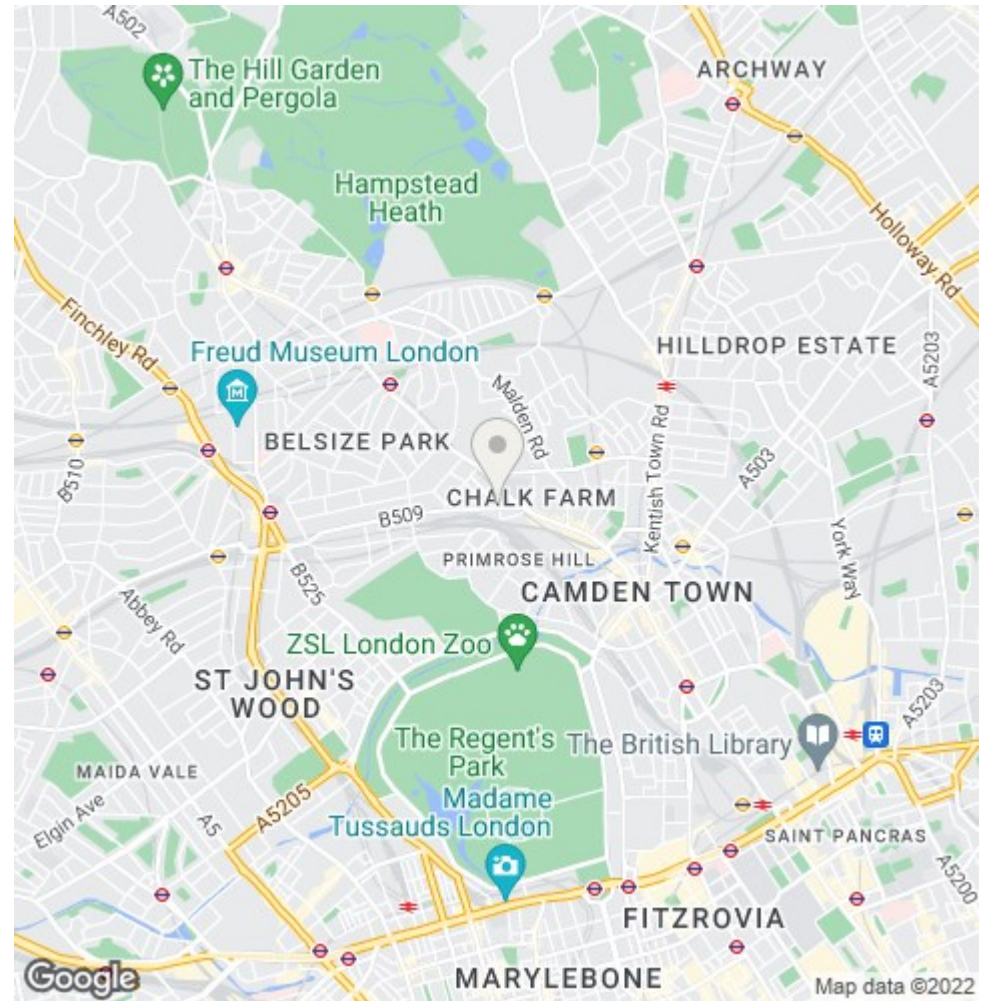 A502
The Hill Garden
and Pergola
ARCHWAY
Hampstead
Heath
Holloway Rd
Finchley Rd
Freud Museum London
HILLDROP ESTATE
A5203
Malden Rd
BELSIZE PARK
B510
Kentish Town Rd
A503
CHALK FARM
B509
York Way
PRIMROSE HILL
B525
Abbey Rd
CAMDEN TOWN
ZSL London Zoo
ST JOHN'S
WOOD
A5203
The Regent's
Park
The British Library
MAIDA VALE
Elgin Ave
A5
A5205
Madame
Tussauds London
SAINT PANCRAS
A5200
FITZROVIA
MARYLEBONE
Google
Map data ©2022